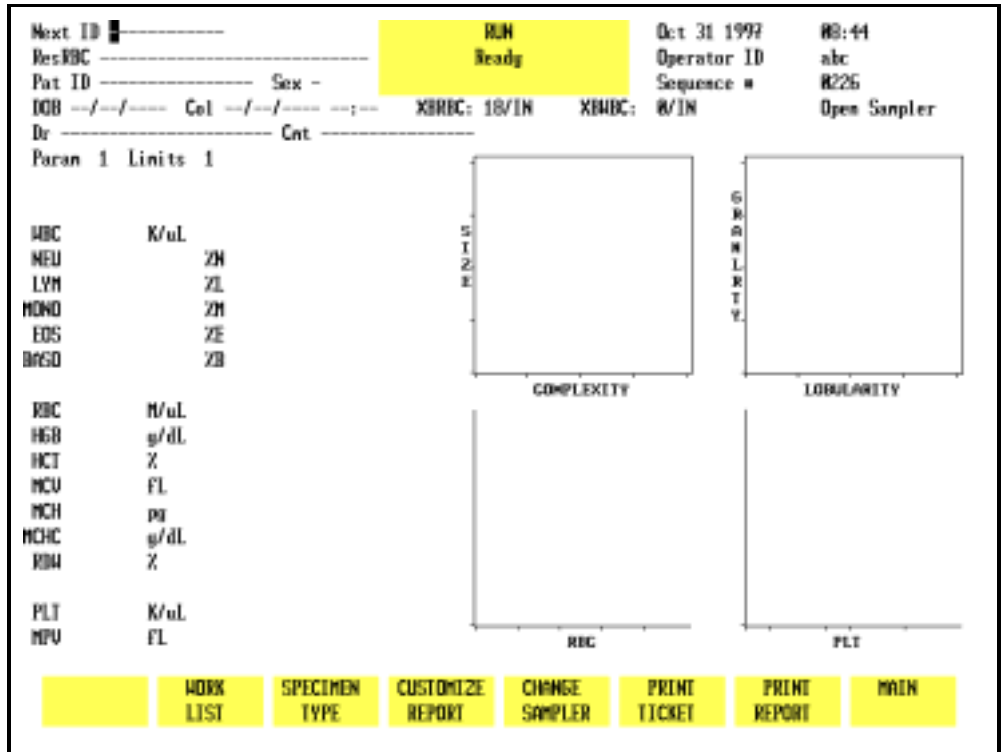 Next ID -----------
ResRBC ----------------------------
Pat ID ---------------- Sex -
DOB --/--/---- Col --/--/---- --:--
Dr ---------------------- Cnt ----------------
Param 1 Limits 1
RUN
Ready
XBRBC: 18/IN XBWBC: 0/IN
Oct 31 1997 08:44
Operator ID abc
Sequence # 0226
Open Sampler
WBC K/uL
NEU %N
LYM %L
MONO %M
EOS %E
BASO %B
RBC M/uL
HGB g/dL
HCT %
MCV fL
MCH pg
MCHC g/dL
RDW %
PLT K/uL
MPV fL
SIZE
COMPLEXITY
GRANLRTY
LOBULARITY
RBC
PLT
WORK LIST
SPECIMEN TYPE
CUSTOMIZE REPORT
CHANGE SAMPLER
PRINT TICKET
PRINT REPORT
MAIN